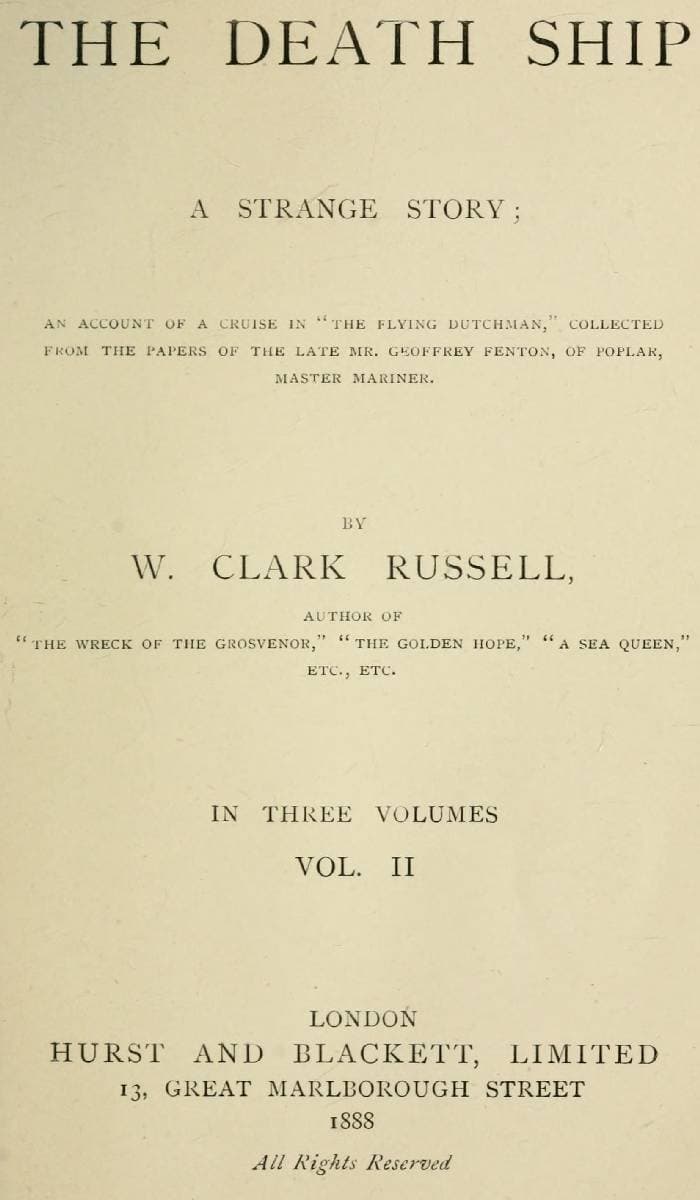 THE DEATH SHIP
A STRANGE STORY;
AN ACCOUNT OF A CRUISE IN "THE FLYING DUTCHMAN," COLLECTED
FROM THE PAPERS OF THE LATE MR. GEOFFREY FENTON, OF POPLAR,
MASTER MARINER.
BY
W. CLARK RUSSELL,
AUTHOR OF
"THE WRECK OF THE GROSVENOR," "THE GOLDEN HOPE," "A SEA QUEEN,"
ETC., ETC.
IN THREE VOLUMES
VOL. II
LONDON
HURST AND BLACKETT, LIMITED
13, GREAT MARLBOROUGH STREET
1888
All Rights Reserved